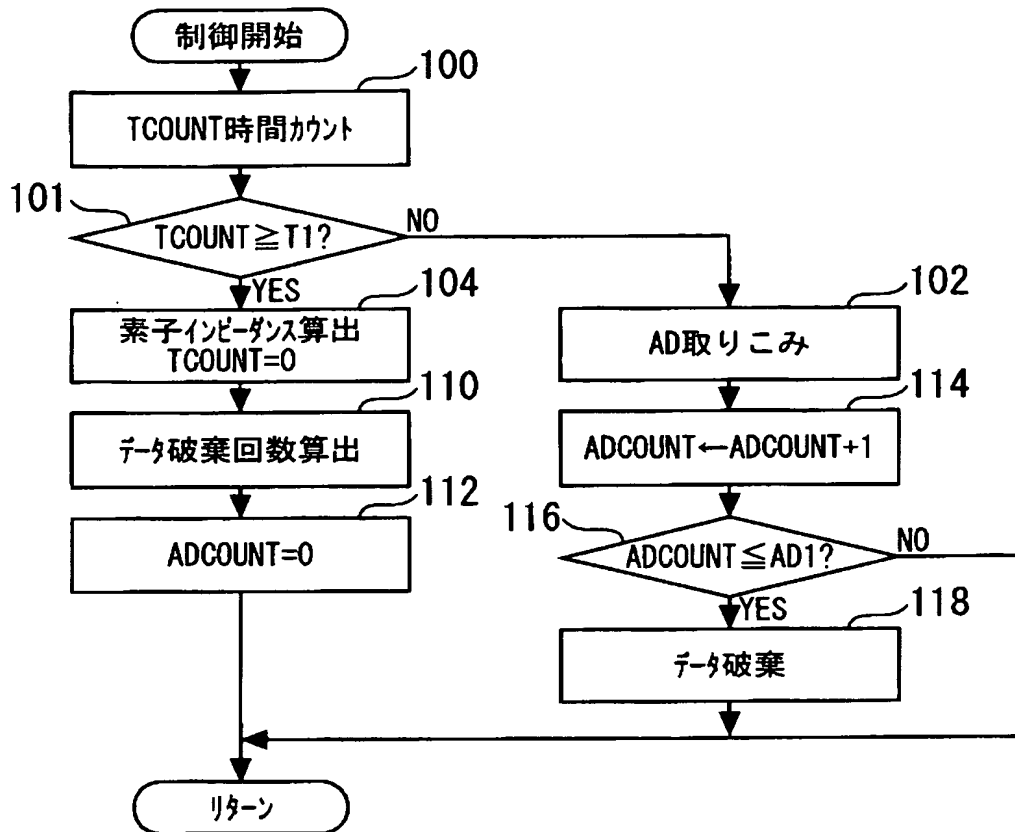 制御開始
100
TCOUNT時間ｶｳﾝﾄ
101
TCOUNT≧T1?
NO
YES
104
素子ｲﾝﾋﾟｰﾀﾞﾝｽ算出
TCOUNT=0
110
ﾃﾞｰﾀ破棄回数算出
112
ADCOUNT=0
102
AD取りこみ
114
ADCOUNT←ADCOUNT+1
116
ADCOUNT≦AD1?
NO
YES
118
ﾃﾞｰﾀ破棄
ﾘﾀｰﾝ